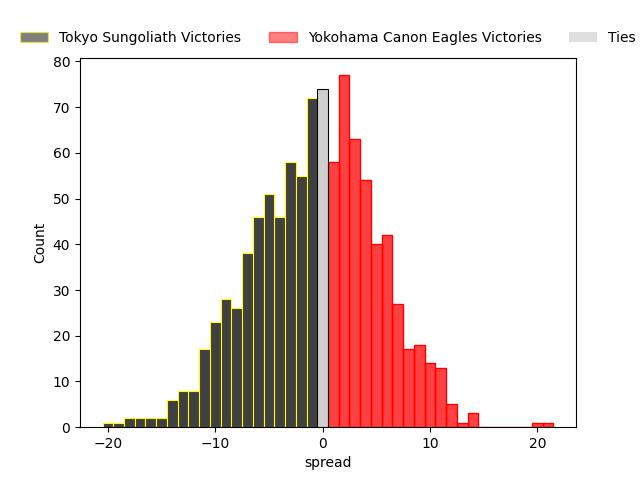 Tokyo Sungoliath Victories Yokohama Canon Eagles Victories Ties
80
70
60
50
40
30
20
10
0
Count
−20 −10 0 10 20
spread